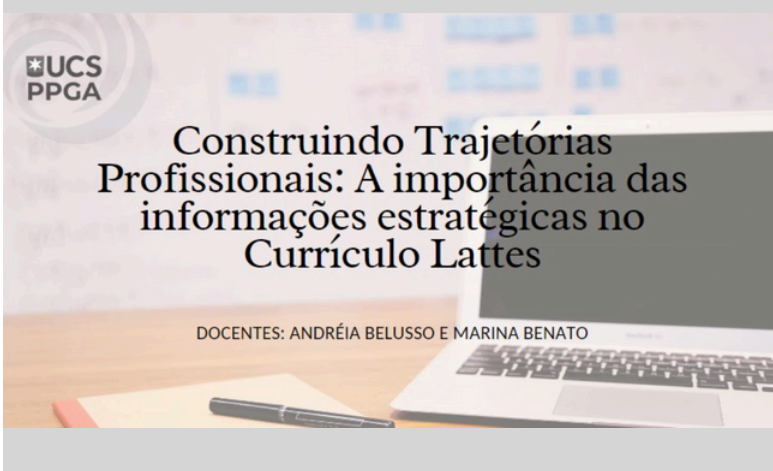 UCS
PPGA
Construindo Trajetórias
Profissionais: A importância das
informações estratégicas no
Currículo Lattes
DOCENTES: ANDRÉIA BELUSSO E MARINA BENATO